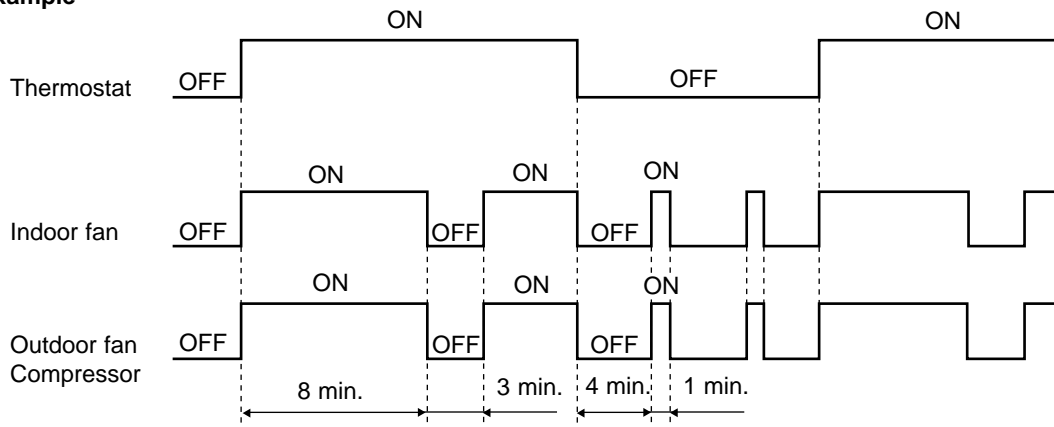 ON ON
Thermostat OFF OFF
ON ON ON
Indoor fan OFF OFF OFF
ON ON ON
Outdoor fan OFF OFF OFF
Compressor
8 min. 3 min. 4 min. 1 min.